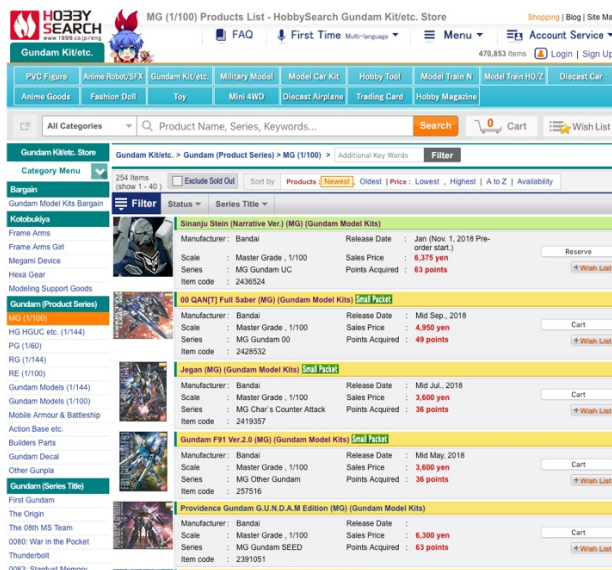 HOBBY
SEARCH
www.1999.co.jp/eng
MG (1/100) Products List - HobbySearch Gundam Kit/etc. Store
Shopping | Blog | Site Ma
FAQ
First Time Multi-language
Menu
Account Service
Gundam Kit/etc.
470,853 Items
Login | Sign Up
PVC Figure
Anime Robot/SFX
Gundam Kit/etc.
Military Model
Model Car Kit
Hobby Tool
Model Train N
Model Train HO/Z
Diecast Car
Anime Goods
Fashion Doll
Toy
Mini 4WD
Diecast Airplane
Trading Card
Hobby Magazine
All Categories
Product Name, Series, Keywords...
Search
0
Cart
Wish List
Gundam Kit/etc. Store
Category Menu
Bargain
Gundam Model Kits Bargain
Kotobukiya
Frame Arms
Frame Arms Girl
Megami Device
Hexa Gear
Modeling Support Goods
Gundam (Product Series)
MG (1/100)
HG HGUC etc. (1/144)
PG (1/60)
RG (1/144)
RE (1/100)
Gundam Models (1/144)
Gundam Models (1/100)
Mobile Armour & Battleship
Action Base etc.
Builders Parts
Gundam Decal
Other Gunpla
Gundam (Series Title)
First Gundam
The Origin
The 08th MS Team
0080: War in the Pocket
Thunderbolt
0083: Stardust Memory
Gundam Kit/etc. > Gundam (Product Series) > MG (1/100) >
Additional Key Words
Filter
254 Items
(show 1 - 40)
Exclude Sold Out
Sort by
Products : Newest , Oldest | Price : Lowest , Highest | A to Z | Availability
Filter
Status
Series Title
Sinanju Stein (Narrative Ver.) (MG) (Gundam Model Kits)
Manufacturer : Bandai
Release Date : Jan (Nov. 1, 2018 Pre-order start.)
Scale : Master Grade , 1/100
Sales Price : 6,375 yen
Series : MG Gundam UC
Points Acquired : 63 points
Item code : 2436524
Reserve
+Wish List
00 QAN[T] Full Saber (MG) (Gundam Model Kits) Small Packet
Manufacturer : Bandai
Release Date : Mid Sep., 2018
Scale : Master Grade , 1/100
Sales Price : 4,950 yen
Series : MG Gundam 00
Points Acquired : 49 points
Item code : 2428532
Cart
+Wish List
Jegan (MG) (Gundam Model Kits) Small Packet
Manufacturer : Bandai
Release Date : Mid Jul., 2018
Scale : Master Grade , 1/100
Sales Price : 3,600 yen
Series : MG Char`s Counter Attack
Points Acquired : 36 points
Item code : 2419357
Cart
+Wish List
Gundam F91 Ver.2.0 (MG) (Gundam Model Kits) Small Packet
Manufacturer : Bandai
Release Date : Mid May, 2018
Scale : Master Grade , 1/100
Sales Price : 3,600 yen
Series : MG Other Gundam
Points Acquired : 36 points
Item code : 257516
Cart
+Wish List
Providence Gundam G.U.N.D.A.M Edition (MG) (Gundam Model Kits)
Manufacturer : Bandai
Release Date :
Scale : Master Grade , 1/100
Sales Price : 6,300 yen
Series : MG Gundam SEED
Points Acquired : 63 points
Item code : 2391051
Cart
+Wish List